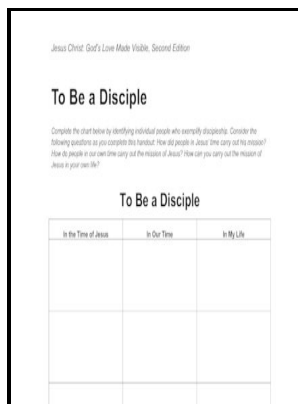 Jesus Christ: God's Love Made Visible, Second Edition
To Be a Disciple
Complete the chart below by identifying individual people who exemplify discipleship. Consider the
following questions as you complete this handout: How did people in Jesus' time carry out his mission?
How do people in our own time carry out the mission of Jesus? How can you carry out the mission of
Jesus in your own life?
To Be a Disciple
In the Time of Jesus
In Our Time
In My Life